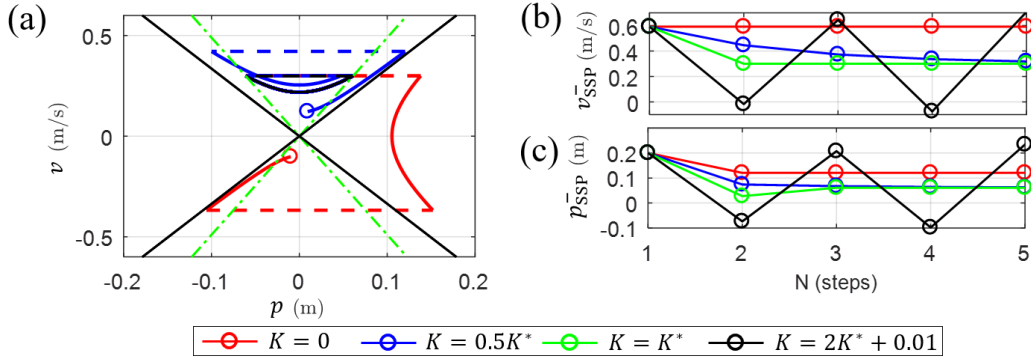 (a)
0.5
0
-0.5
v (m/s)
-0.2 -0.1 0 0.1 0.2
p (m)
(b)
0.6
0.4
0.2
0
v⁻SSP (m/s)
(c)
0.2
0.1
0
-0.1
p⁻SSP (m)
1 2 3 4 5
N (steps)
K = 0 K = 0.5K* K = K* K = 2K* + 0.01